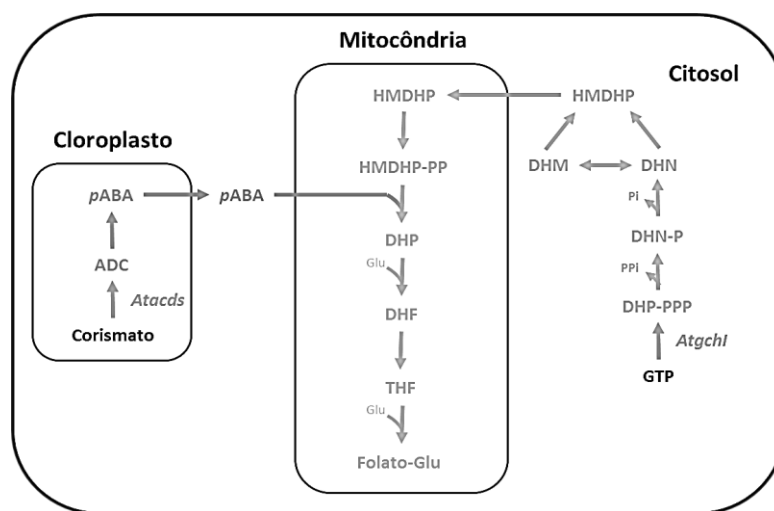 Mitocôndria
Citosol
Cloroplasto
HMDHP
HMDHP
HMDHP-PP
DHM
DHN
pABA
pABA
Pi
DHP
DHN-P
Glu
ADC
PPi
Atacds
DHF
DHP-PPP
Corismato
AtgchI
THF
GTP
Glu
Folato-Glu